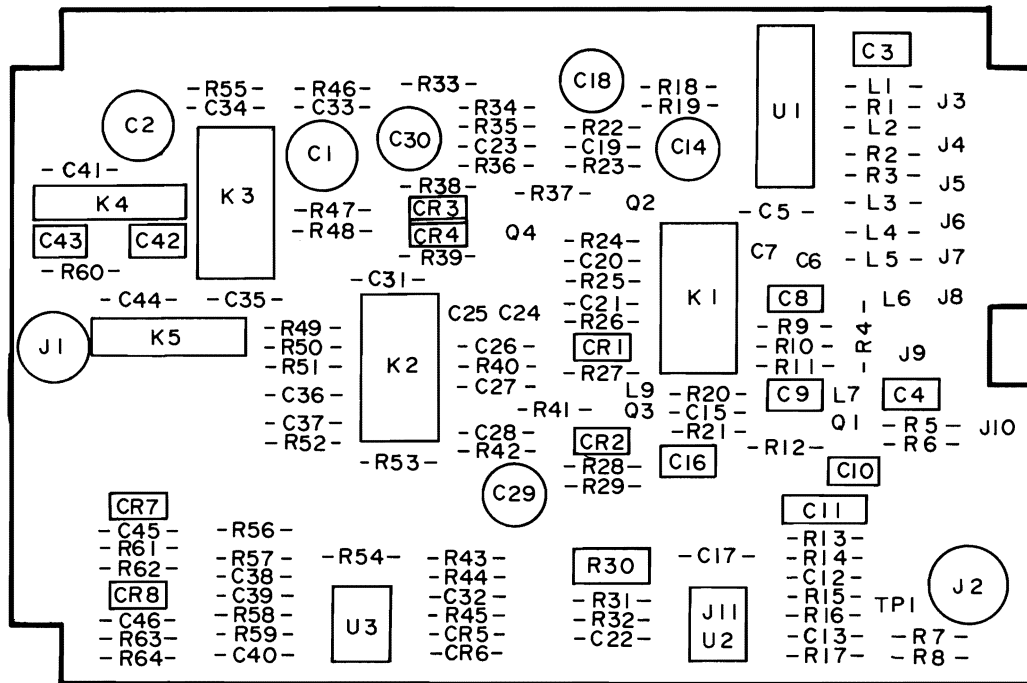 C3
-R55-
-R46-
-R33-
C18
-R18-
-L1-
-C34-
-C33-
-R34-
-R19-
-R1-
J3
C2
C30
-R35-
-R22-
U1
-L2-
C1
-C23-
-C19-
C14
-R2-
J4
-C41-
-R36-
-R23-
-R3-
K4
K3
-R38-
-R37-
Q2
J5
-R47-
CR3
-C5-
-L3-
C43
C42
-R48-
CR4
Q4
-R24-
-L4-
J6
-R60-
-R39-
-C20-
C7
C6
-L5-
J7
-C31-
-R25-
K1
-C44-
-C35-
C25
C24
-C21-
C8
L6
J8
J1
K5
-R49-
-R26-
-R9-
-R4-
-R50-
-C26-
CR1
-R10-
J9
-R51-
K2
-R40-
-R27-
-R11-
-C36-
-C27-
L9
-R20-
C9
L7
C4
-R41-
Q3
-C15-
Q1
-C37-
-C28-
-R21-
-R5-
J10
-R52-
-R42-
CR2
-R12-
-R6-
-R53-
-R28-
C16
C10
C29
-R29-
CR7
C11
-C45-
-R56-
-R13-
-R61-
-R57-
-R54-
-R43-
R30
-C17-
-R14-
-R62-
-C38-
-R44-
-C12-
CR8
-C39-
-C32-
-R31-
-R15-
TP1
J2
-C46-
-R58-
U3
-R45-
-R32-
J11
-R16-
-R63-
-R59-
-CR5-
-C22-
U2
-C13-
-R7-
-R64-
-C40-
-CR6-
-R17-
-R8-